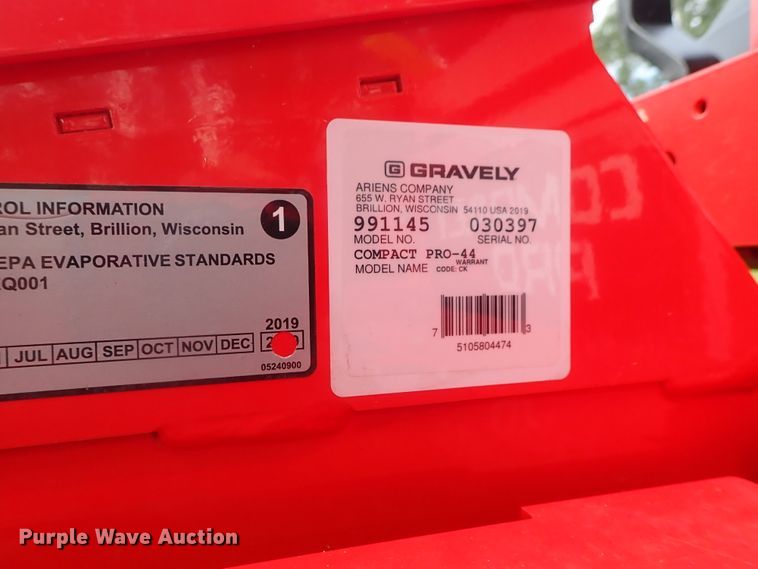 ROL INFORMATION
an Street, Brillion, Wisconsin
1
EPA EVAPORATIVE STANDARDS
Q001
JUL AUG SEP OCT NOV DEC
2019
05240900
G GRAVELY
ARIENS COMPANY
655 W. RYAN STREET
BRILLION, WISCONSIN 54110 USA 2019
991145 030397
MODEL NO. SERIAL NO.
COMPACT PRO-44
MODEL NAME WARRANT CODE: CK
7 3
5105804474
COMPACT
PRO
Purple Wave Auction